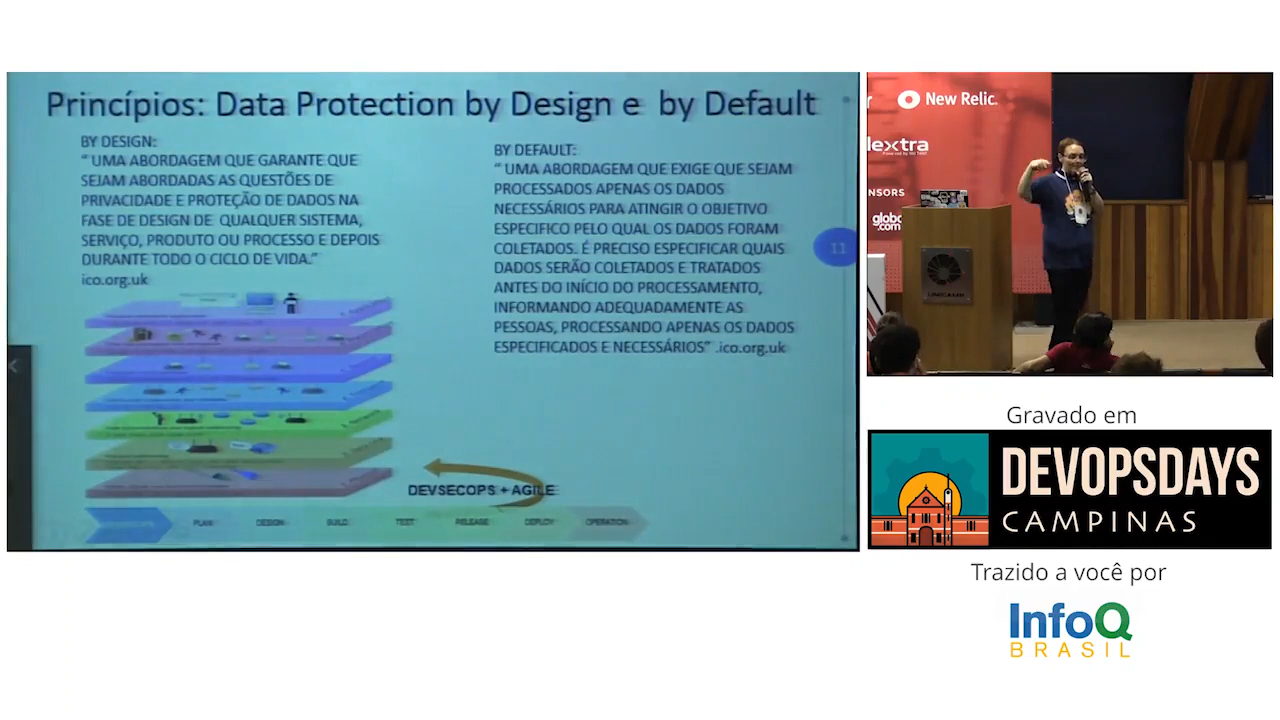 Princípios: Data Protection by Design e by Default
BY DESIGN:
“ UMA ABORDAGEM QUE GARANTE QUE
SEJAM ABORDADAS AS QUESTÕES DE
PRIVACIDADE E PROTEÇÃO DE DADOS NA
FASE DE DESIGN DE QUALQUER SISTEMA,
SERVIÇO, PRODUTO OU PROCESSO E DEPOIS
DURANTE TODO O CICLO DE VIDA.”
ico.org.uk
BY DEFAULT:
“ UMA ABORDAGEM QUE EXIGE QUE SEJAM
PROCESSADOS APENAS OS DADOS
NECESSÁRIOS PARA ATINGIR O OBJETIVO
ESPECIFICO PELO QUAL OS DADOS FORAM
COLETADOS. É PRECISO ESPECIFICAR QUAIS
DADOS SERÃO COLETADOS E TRATADOS
ANTES DO INÍCIO DO PROCESSAMENTO,
INFORMANDO ADEQUADAMENTE AS
PESSOAS, PROCESSANDO APENAS OS DADOS
ESPECIFICADOS E NECESSÁRIOS” .ico.org.uk
11
DEVSECOPS + AGILE
PLAN DESIGN BUILD TEST RELEASE DEPLOY OPERATION
New Relic.
lextra
NSORS
globo
.com
UNICAMP
Gravado em
DEVOPSDAYS
CAMPINAS
Trazido a você por
InfoQ
BRASIL